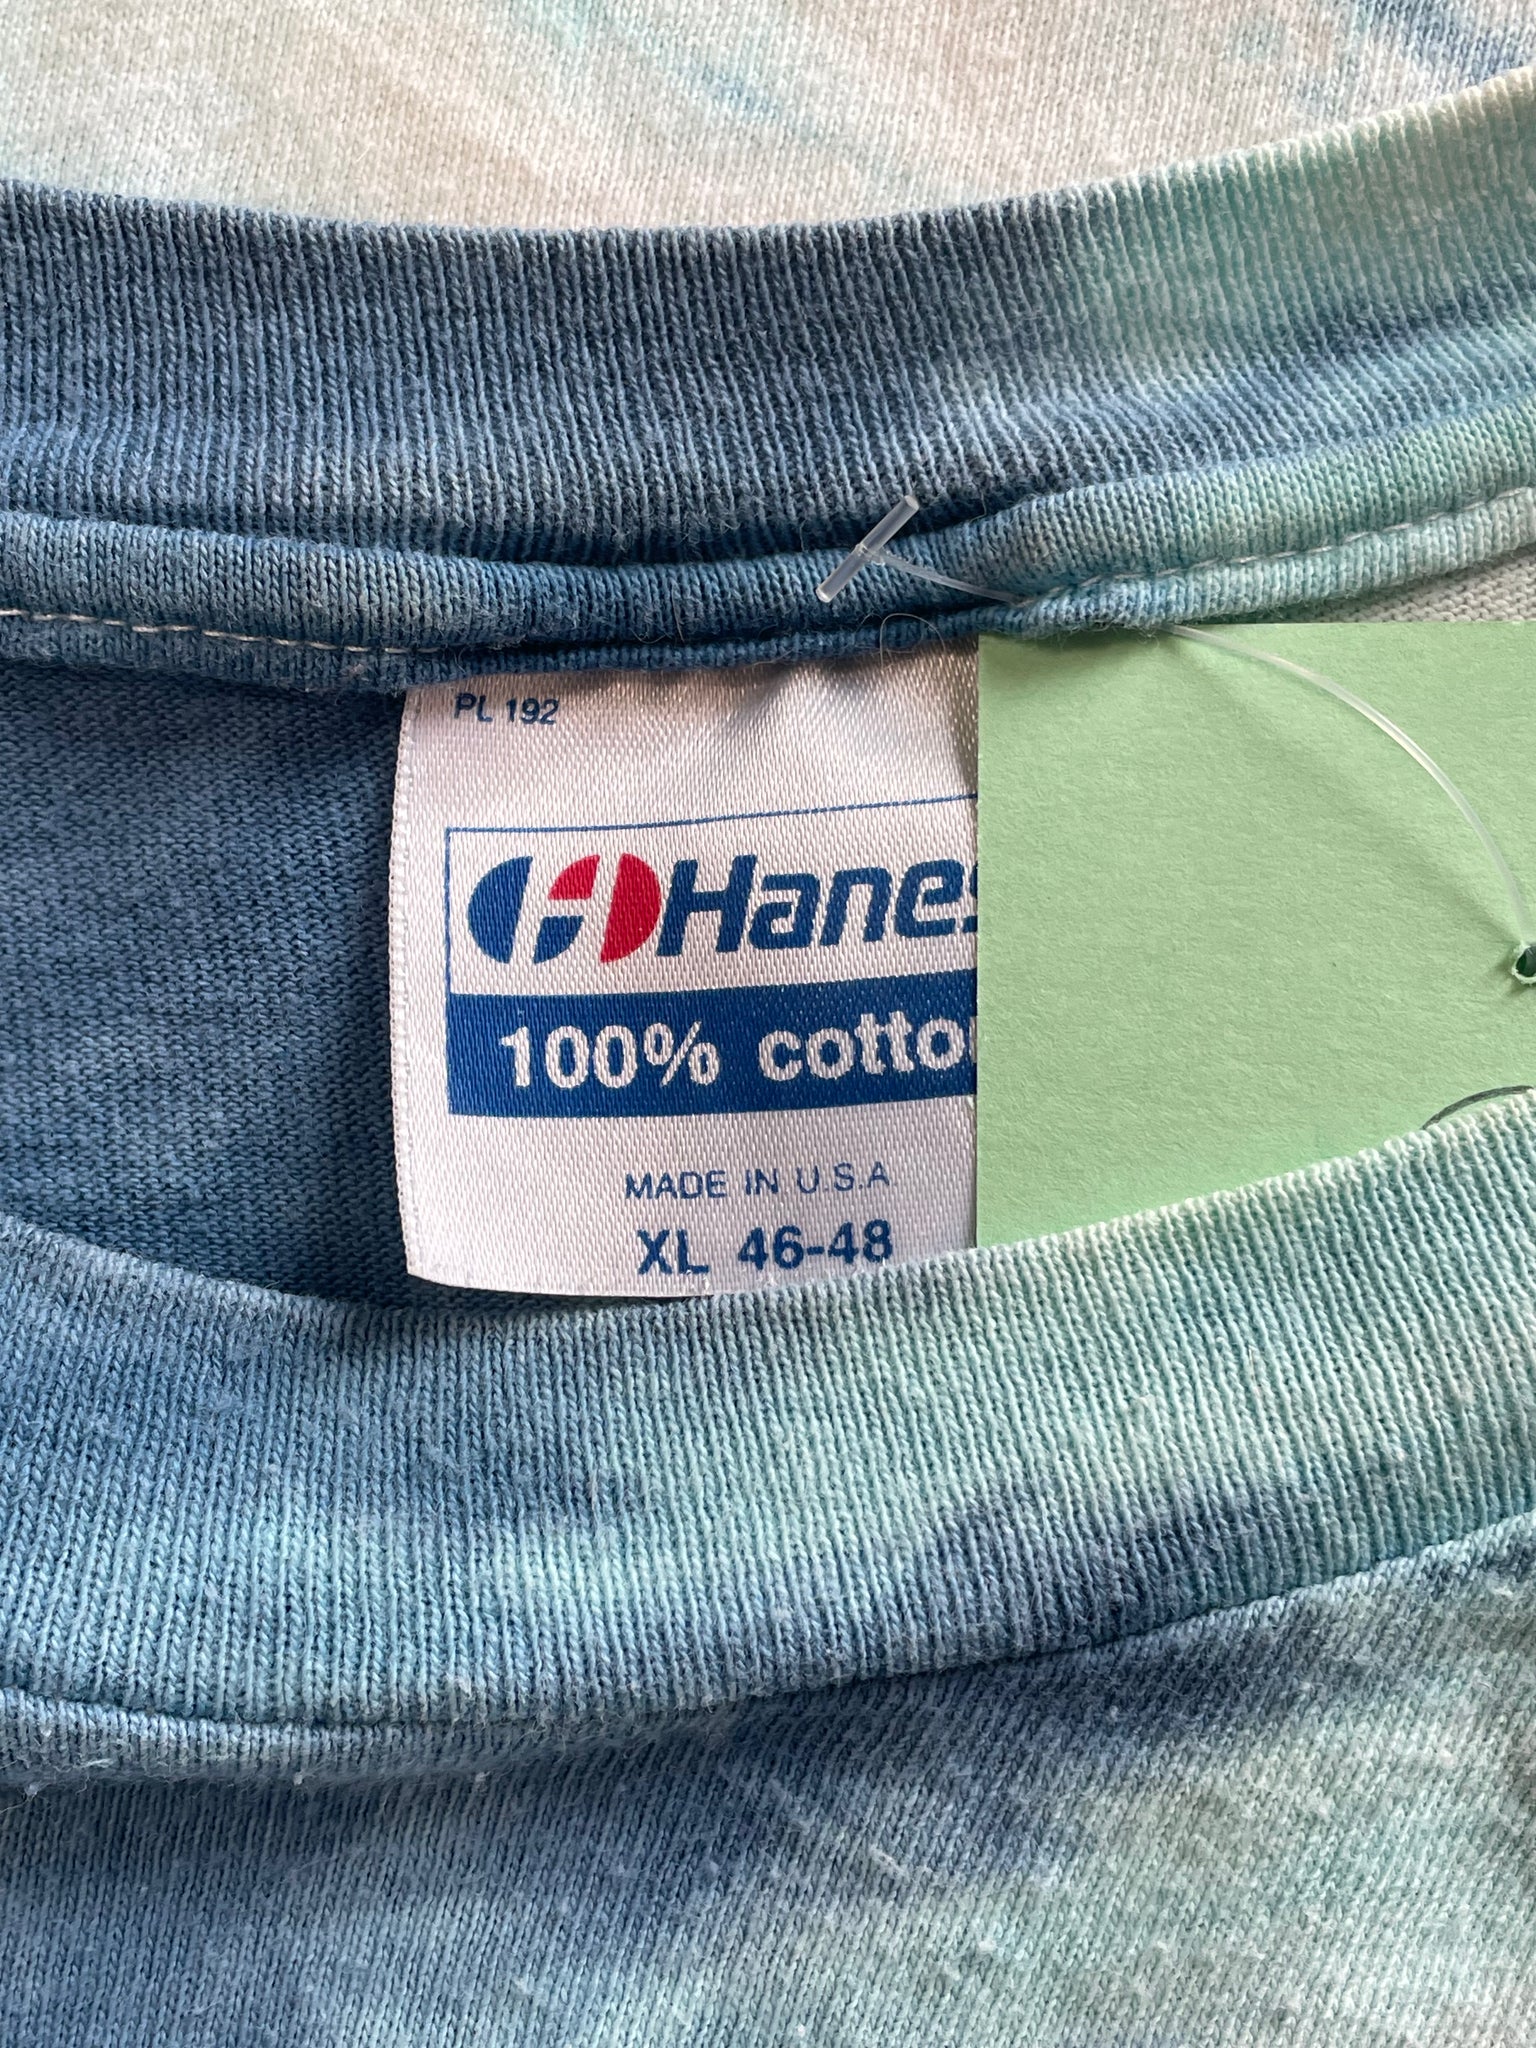 PL 192
Hanes
100% cotto
MADE IN U.S.A
XL 46-48